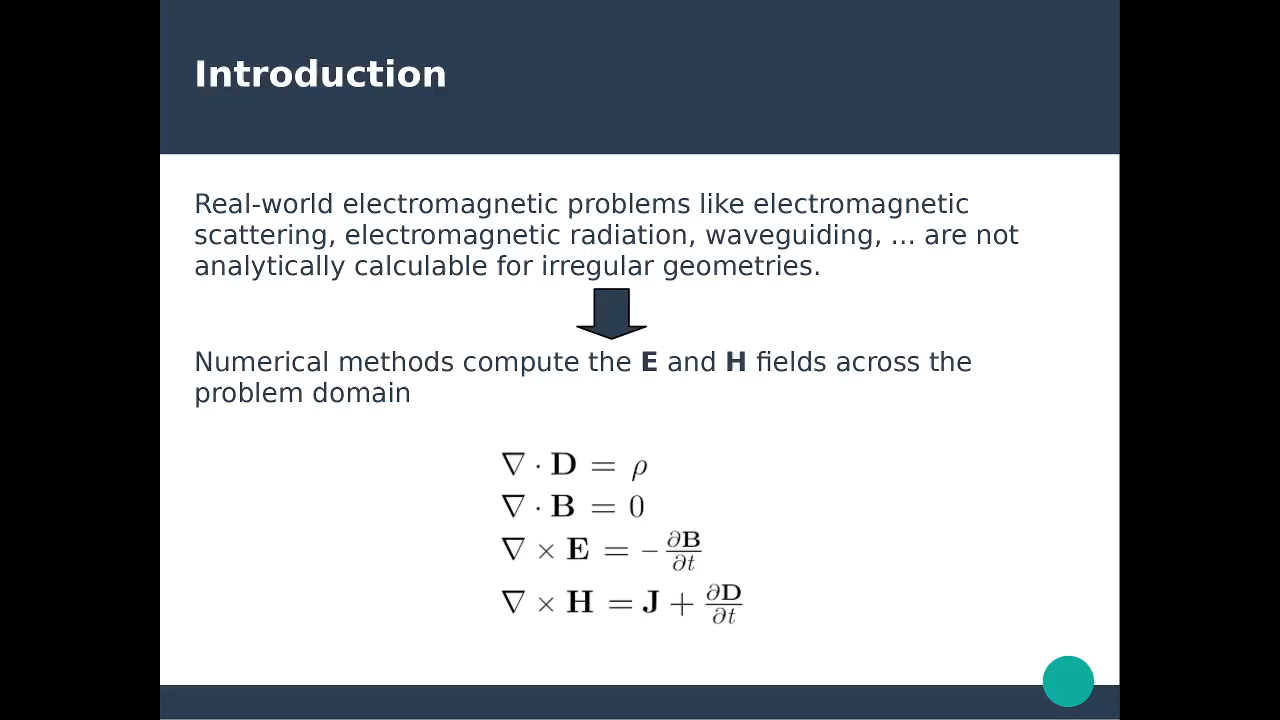 Introduction
Real-world electromagnetic problems like electromagnetic
scattering, electromagnetic radiation, waveguiding, ... are not
analytically calculable for irregular geometries.
Numerical methods compute the E and H fields across the
problem domain
∇ · D = ρ
∇ · B = 0
∇ × E = – ∂B/∂t
∇ × H = J + ∂D/∂t